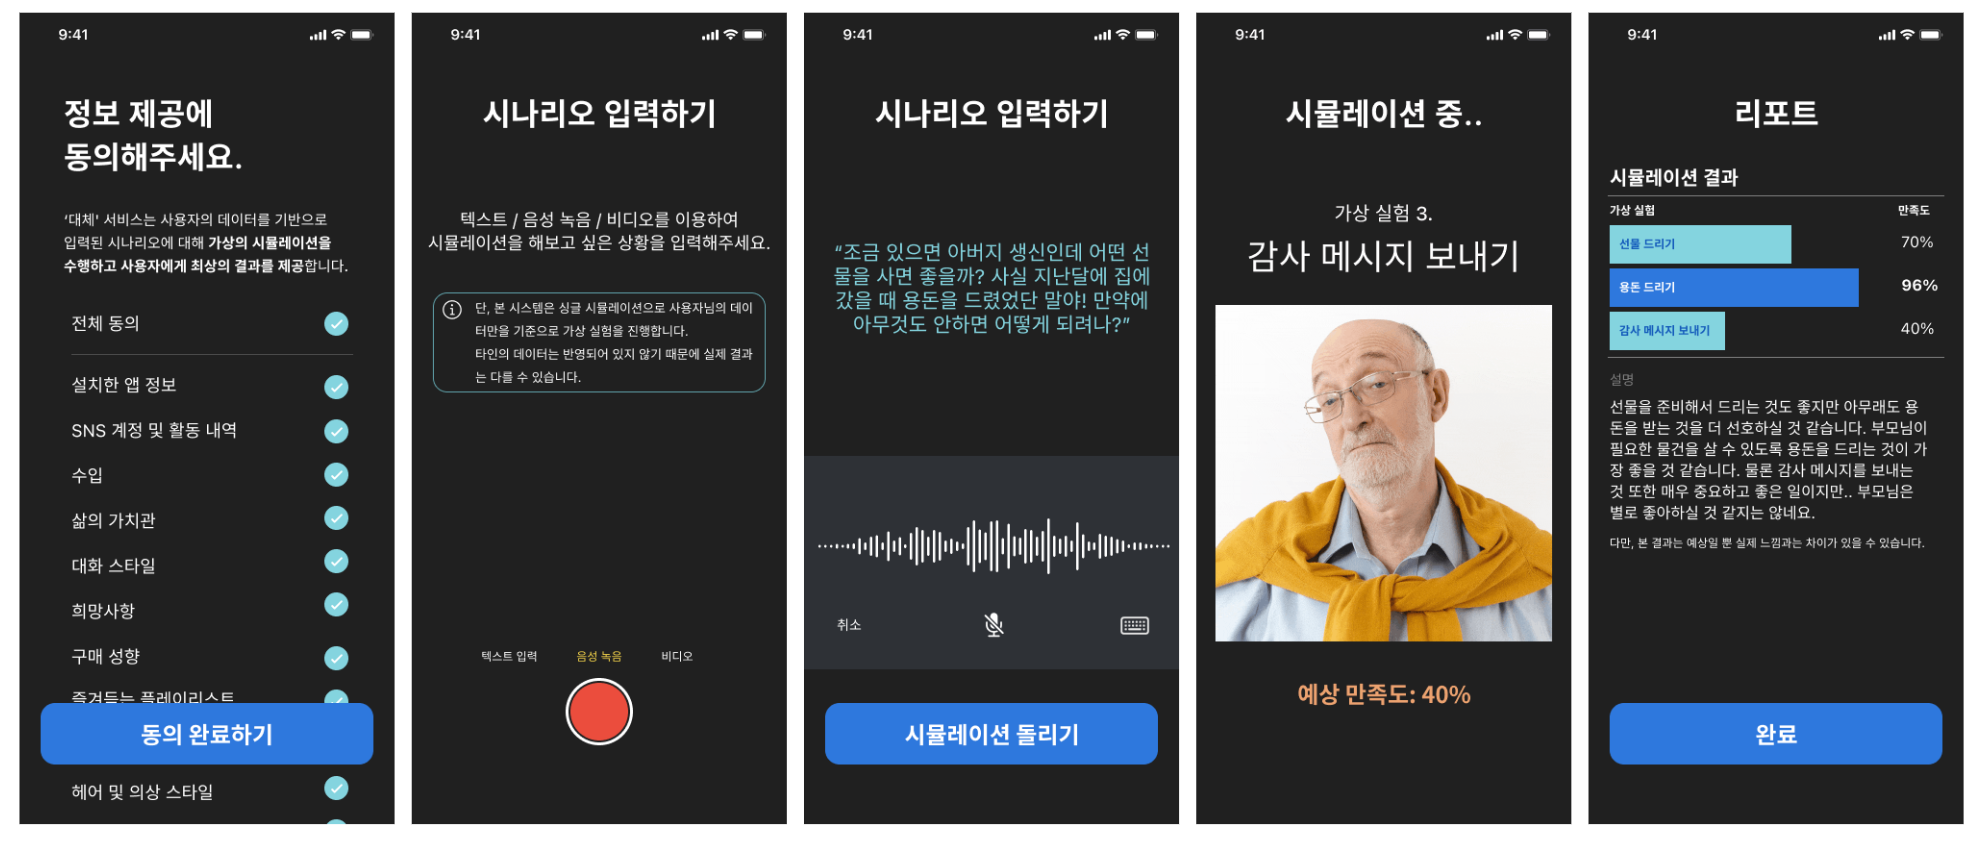 9:41
정보 제공에
동의해주세요.
‘대체' 서비스는 사용자의 데이터를 기반으로
입력된 시나리오에 대해 가상의 시뮬레이션을
수행하고 사용자에게 최상의 결과를 제공합니다.
전체 동의
설치한 앱 정보
SNS 계정 및 활동 내역
수입
삶의 가치관
대화 스타일
희망사항
구매 성향
즐겨듣는 플레이리스트
동의 완료하기
헤어 및 의상 스타일
9:41
시나리오 입력하기
텍스트 / 음성 녹음 / 비디오를 이용하여
시뮬레이션을 해보고 싶은 상황을 입력해주세요.
단, 본 시스템은 싱글 시뮬레이션으로 사용자님의 데이
터만을 기준으로 가상 실험을 진행합니다.
타인의 데이터는 반영되어 있지 않기 때문에 실제 결과
는 다를 수 있습니다.
텍스트 입력 음성 녹음 비디오
9:41
시나리오 입력하기
“조금 있으면 아버지 생신인데 어떤 선
물을 사면 좋을까? 사실 지난달에 집에
갔을 때 용돈을 드렸었단 말야! 만약에
아무것도 안하면 어떻게 되려나?”
취소
시뮬레이션 돌리기
9:41
시뮬레이션 중..
가상 실험 3.
감사 메시지 보내기
예상 만족도: 40%
9:41
리포트
시뮬레이션 결과
가상 실험 만족도
선물 드리기 70%
용돈 드리기 96%
감사 메시지 보내기 40%
설명
선물을 준비해서 드리는 것도 좋지만 아무래도 용
돈을 받는 것을 더 선호하실 것 같습니다. 부모님이
필요한 물건을 살 수 있도록 용돈을 드리는 것이 가
장 좋을 것 같습니다. 물론 감사 메시지를 보내는
것 또한 매우 중요하고 좋은 일이지만.. 부모님은
별로 좋아하실 것 같지는 않네요.
다만, 본 결과는 예상일 뿐 실제 느낌과는 차이가 있을 수 있습니다.
완료